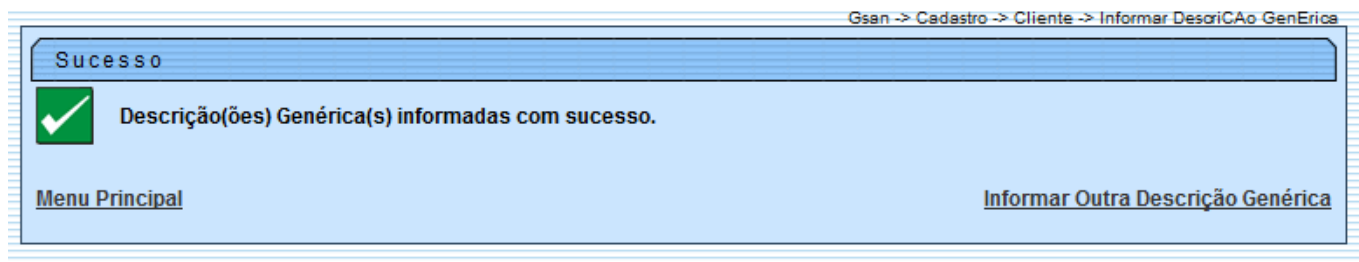 Gsan -> Cadastro -> Cliente -> Informar DescriCAo GenErica
Sucesso
Descrição(ões) Genérica(s) informadas com sucesso.
Menu Principal
Informar Outra Descrição Genérica